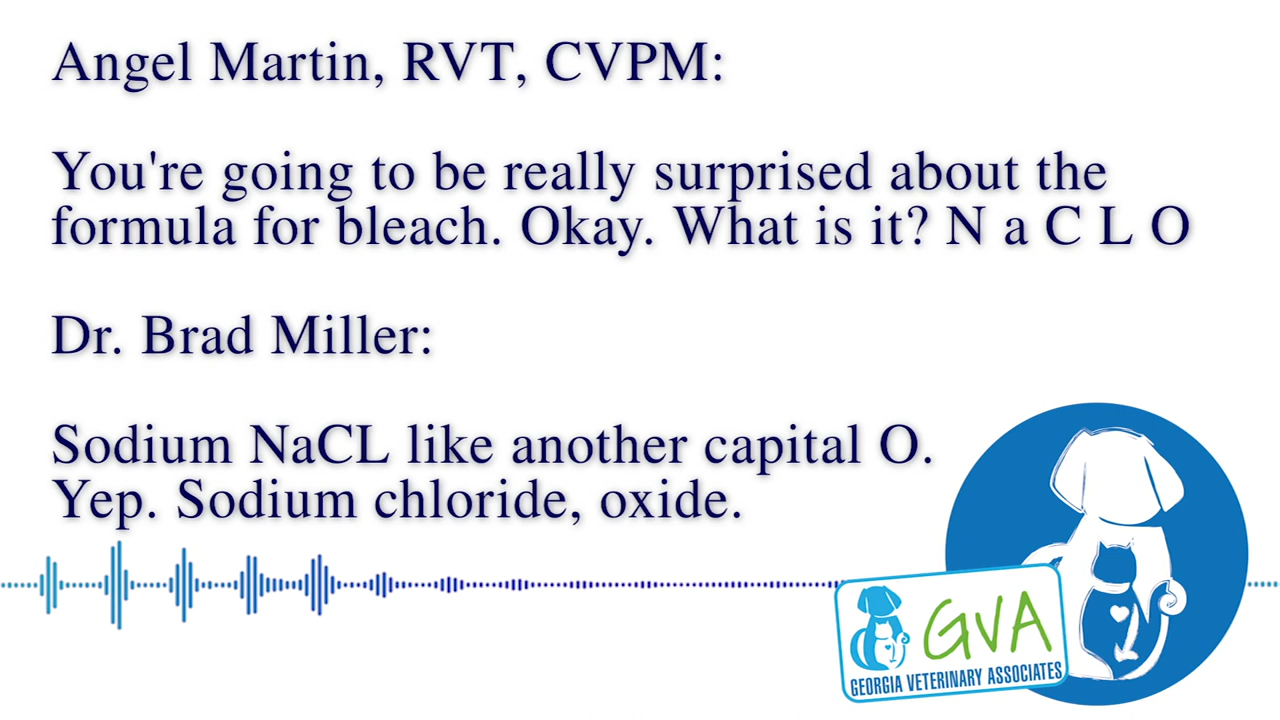 Angel Martin, RVT, CVPM:
You're going to be really surprised about the
formula for bleach. Okay. What is it? N a C L O
Dr. Brad Miller:
Sodium NaCL like another capital O.
Yep. Sodium chloride, oxide.
GVA
GEORGIA VETERINARY ASSOCIATES